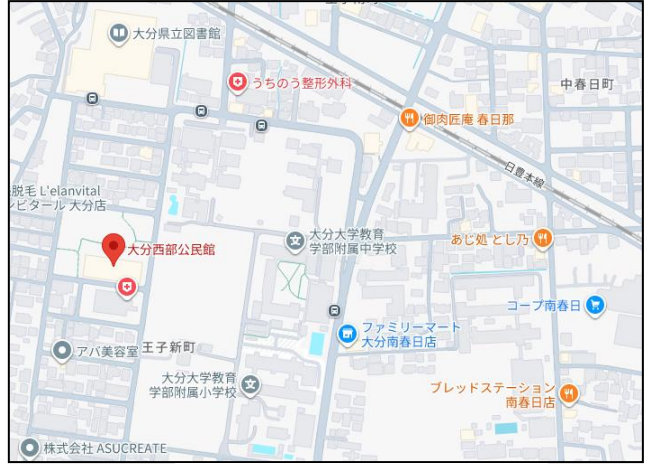 大分県立図書館
うちのう整形外科
中春日町
御肉匠庵 春日那
日豊本線
脱毛 L'elanvital
ビタール 大分店
大分西部公民館
大分大学教育
学部附属中学校
あじ処 とし乃
コープ南春日
ファミリーマート
大分南春日店
アバ美容室
王子新町
大分大学教育
学部附属小学校
ブレッドステーション
南春日店
株式会社 ASUCREATE